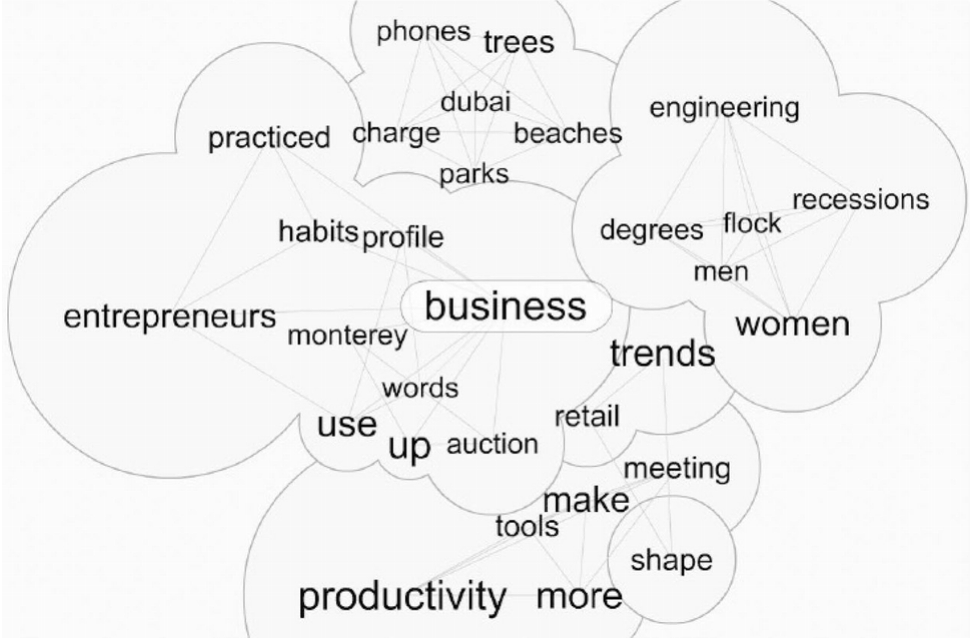 phones
trees
dubai
charge
beaches
parks
engineering
recessions
degrees
flock
men
women
practiced
habits
profile
entrepreneurs
business
monterey
words
use
up
auction
trends
retail
meeting
make
tools
shape
productivity
more